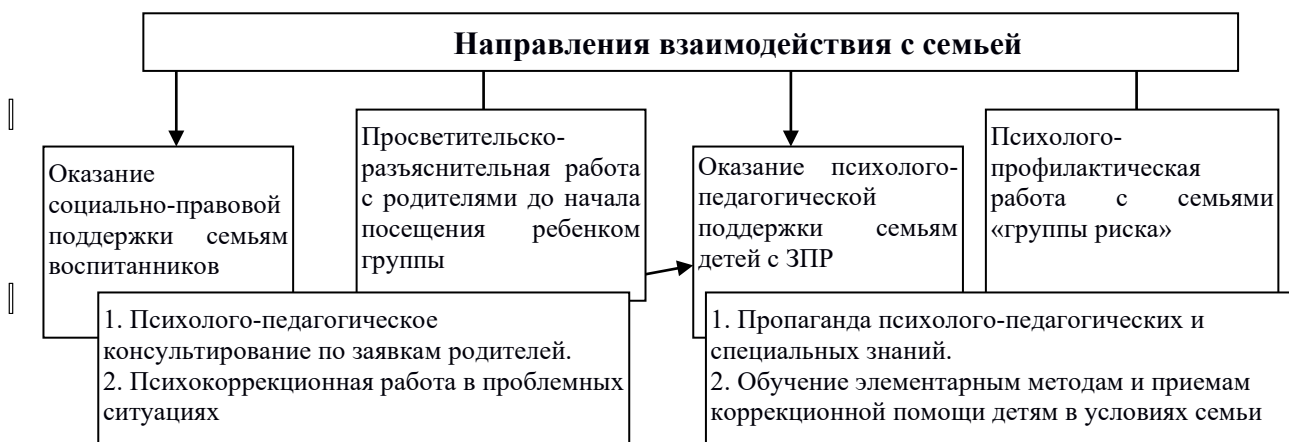 Направления взаимодействия с семьей
Оказание
социально-правовой
поддержки семьям
воспитанников
Просветительско-
разъяснительная работа
с родителями до начала
посещения ребенком
группы
Оказание психолого-
педагогической
поддержки семьям
детей с ЗПР
Психолого-
профилактическая
работа с семьями
«группы риска»
1. Психолого-педагогическое
консультирование по заявкам родителей.
2. Психокоррекционная работа в проблемных
ситуациях
1. Пропаганда психолого-педагогических и
специальных знаний.
2. Обучение элементарным методам и приемам
коррекционной помощи детям в условиях семьи